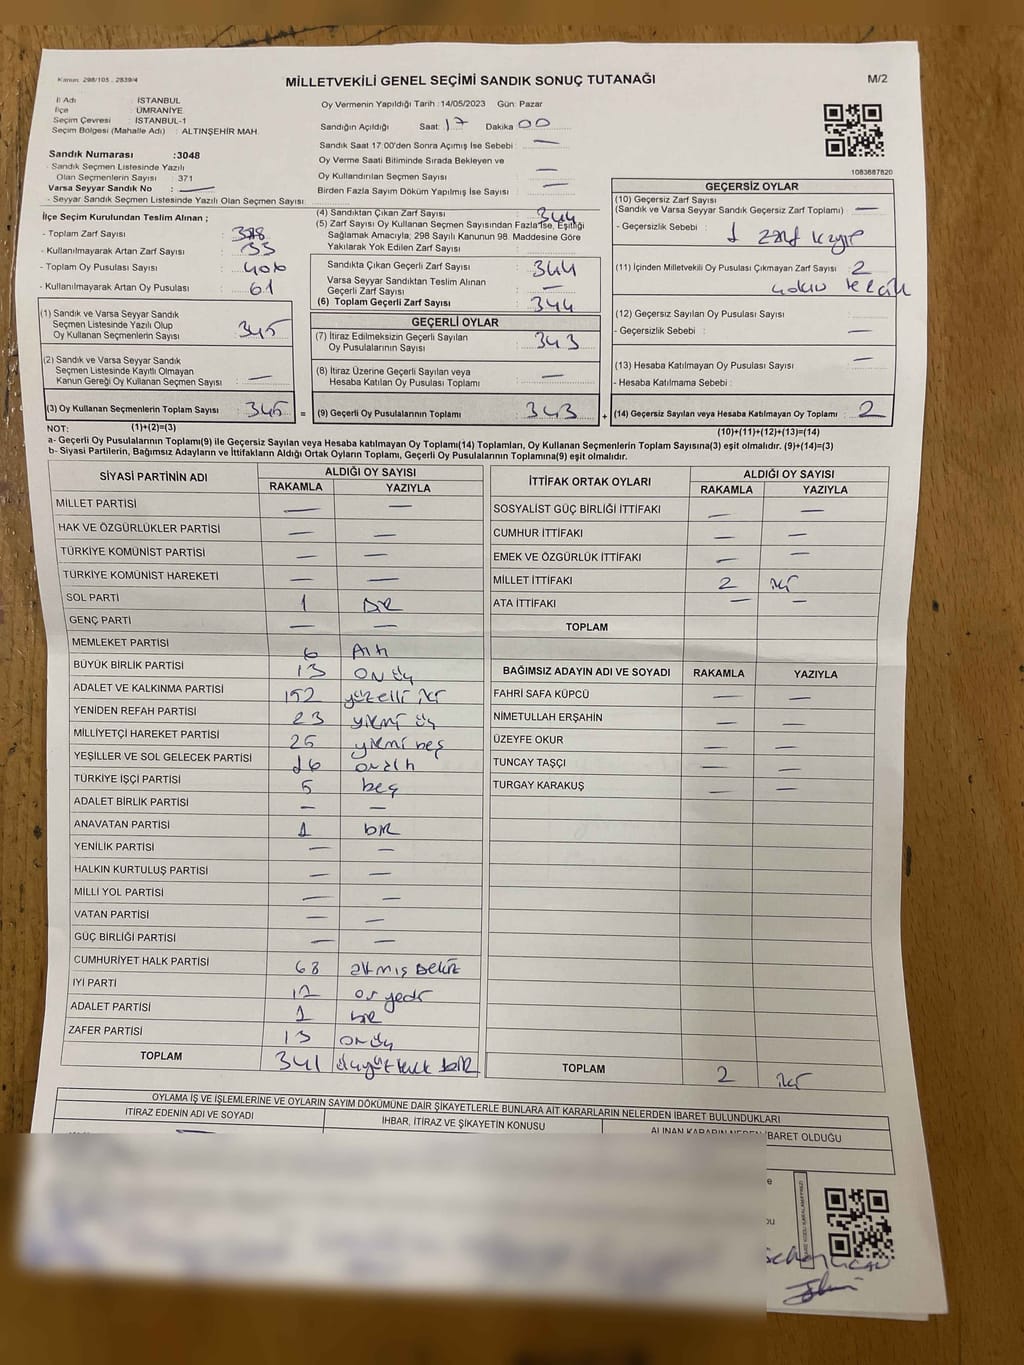 Kanun: 298/105 , 2839/4
MİLLETVEKİLİ GENEL SEÇİMİ SANDIK SONUÇ TUTANAĞI
M/2
İl Adı : İSTANBUL
İlçe : ÜMRANİYE
Seçim Çevresi : İSTANBUL-1
Seçim Bölgesi (Mahalle Adı) : ALTINŞEHİR MAH.
Sandık Numarası :3048
- Sandık Seçmen Listesinde Yazılı
Olan Seçmenlerin Sayısı : 371
Varsa Seyyar Sandık No : —
- Seyyar Sandık Seçmen Listesinde Yazılı Olan Seçmen Sayısı:
Oy Vermenin Yapıldığı Tarih :14/05/2023 Gün: Pazar
Sandığın Açıldığı Saat: 17 Dakika 00
Sandık Saat 17:00'den Sonra Açımış İse Sebebi : —
Oy Verme Saati Bitiminde Sırada Bekleyen ve
Oy Kullandırılan Seçmen Sayısı : —
Birden Fazla Sayım Döküm Yapılmış İse Sayısı : —
1083687820
İlçe Seçim Kurulundan Teslim Alınan ;
- Toplam Zarf Sayısı : 378
- Kullanılmayarak Artan Zarf Sayısı : 33
- Toplam Oy Pusulası Sayısı : 406
- Kullanılmayarak Artan Oy Pusulası : 61
(1) Sandık ve Varsa Seyyar Sandık
Seçmen Listesinde Yazılı Olup
Oy Kullanan Seçmenlerin Sayısı : 345
(2) Sandık ve Varsa Seyyar Sandık
Seçmen Listesinde Kayıtlı Olmayan
Kanun Gereği Oy Kullanan Seçmen Sayısı : —
(3) Oy Kullanan Seçmenlerin Toplam Sayısı : 345
(4) Sandıktan Çıkan Zarf Sayısı : 344
(5) Zarf Sayısı Oy Kullanan Seçmen Sayısından Fazla İse, Eşitliği
Sağlamak Amacıyla, 298 Sayılı Kanunun 98. Maddesine Göre
Yakılarak Yok Edilen Zarf Sayısı
Sandıkta Çıkan Geçerli Zarf Sayısı : 344
Varsa Seyyar Sandıktan Teslim Alınan
Geçerli Zarf Sayısı : —
(6) Toplam Geçerli Zarf Sayısı : 344
GEÇERLİ OYLAR
(7) İtiraz Edilmeksizin Geçerli Sayılan
Oy Pusulalarının Sayısı : 343
(8) İtiraz Üzerine Geçerli Sayılan veya
Hesaba Katılan Oy Pusulası Toplamı : —
= (9) Geçerli Oy Pusulalarının Toplamı : 343
GEÇERSİZ OYLAR
(10) Geçersiz Zarf Sayısı
(Sandık ve Varsa Seyyar Sandık Geçersiz Zarf Toplamı) : —
- Geçersizlik Sebebi : 1 zarf kayıp
(11) İçinden Milletvekili Oy Pusulası Çıkmayan Zarf Sayısı : 2
(12) Geçersiz Sayılan Oy Pusulası Sayısı : —
- Geçersizlik Sebebi : —
(13) Hesaba Katılmayan Oy Pusulası Sayısı : —
- Hesaba Katılmama Sebebi :
+ (14) Geçersiz Sayılan veya Hesaba Katılmayan Oy Toplamı : 2
NOT: (1)+(2)=(3)
(10)+(11)+(12)+(13)=(14)
a- Geçerli Oy Pusulalarının Toplamı(9) ile Geçersiz Sayılan veya Hesaba katılmayan Oy Toplamı(14) Toplamları, Oy Kullanan Seçmenlerin Toplam Sayısına(3) eşit olmalıdır. (9)+(14)=(3)
b- Siyasi Partilerin, Bağımsız Adayların ve İttifakların Aldığı Ortak Oyların Toplamı, Geçerli Oy Pusulalarının Toplamına(9) eşit olmalıdır.
SİYASİ PARTİNİN ADI ALDIĞI OY SAYISI
RAKAMLA YAZIYLA
MİLLET PARTİSİ — —
HAK VE ÖZGÜRLÜKLER PARTİSİ — —
TÜRKİYE KOMÜNİST PARTİSİ — —
TÜRKİYE KOMÜNİST HAREKETİ — —
SOL PARTİ 1 BİR
GENÇ PARTİ — —
MEMLEKET PARTİSİ 6 Altı
BÜYÜK BİRLİK PARTİSİ 13 on üç
ADALET VE KALKINMA PARTİSİ 152 yüzelli iki
YENİDEN REFAH PARTİSİ 23 yirmi üç
MİLLİYETÇİ HAREKET PARTİSİ 25 yirmi beş
YEŞİLLER VE SOL GELECEK PARTİSİ 16 onaltı
TÜRKİYE İŞÇİ PARTİSİ 5 beş
ADALET BİRLİK PARTİSİ — —
ANAVATAN PARTİSİ 1 bir
YENİLİK PARTİSİ — —
HALKIN KURTULUŞ PARTİSİ — —
MİLLİ YOL PARTİSİ — —
VATAN PARTİSİ — —
GÜÇ BİRLİĞİ PARTİSİ — —
CUMHURİYET HALK PARTİSİ 68 altmış sekiz
İYİ PARTİ 17 on yedi
ADALET PARTİSİ 1 bir
ZAFER PARTİSİ 13 on üç
TOPLAM 341 üçyüz kırk bir
İTTİFAK ORTAK OYLARI ALDIĞI OY SAYISI
RAKAMLA YAZIYLA
SOSYALİST GÜÇ BİRLİĞİ İTTİFAKI — —
CUMHUR İTTİFAKI — —
EMEK VE ÖZGÜRLÜK İTTİFAKI — —
MİLLET İTTİFAKI 2 iki
ATA İTTİFAKI — —
TOPLAM
BAĞIMSIZ ADAYIN ADI VE SOYADI RAKAMLA YAZIYLA
FAHRİ SAFA KÜPCÜ — —
NİMETULLAH ERŞAHİN — —
ÜZEYFE OKUR — —
TUNCAY TAŞÇI — —
TURGAY KARAKUŞ — —
TOPLAM 2 iki
OYLAMA İŞ VE İŞLEMLERİNE VE OYLARIN SAYIM DÖKÜMÜNE DAİR ŞİKAYETLERLE BUNLARA AİT KARARLARIN NELERDEN İBARET BULUNDUKLARI
İTİRAZ EDENİN ADI VE SOYADI İHBAR, İTİRAZ VE ŞİKAYETİN KONUSU ALINAN KARARIN NEDEN İBARET OLDUĞU